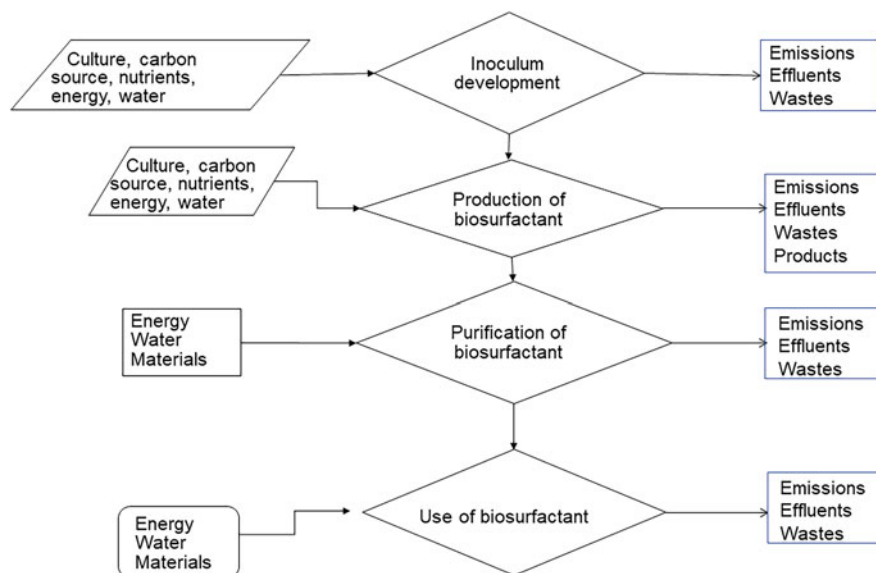 Culture, carbon
source, nutrients,
energy, water
Inoculum
development
Emissions
Effluents
Wastes
Culture, carbon
source, nutrients,
energy, water
Production of
biosurfactant
Emissions
Effluents
Wastes
Products
Energy
Water
Materials
Purification of
biosurfactant
Emissions
Effluents
Wastes
Energy
Water
Materials
Use of biosurfactant
Emissions
Effluents
Wastes